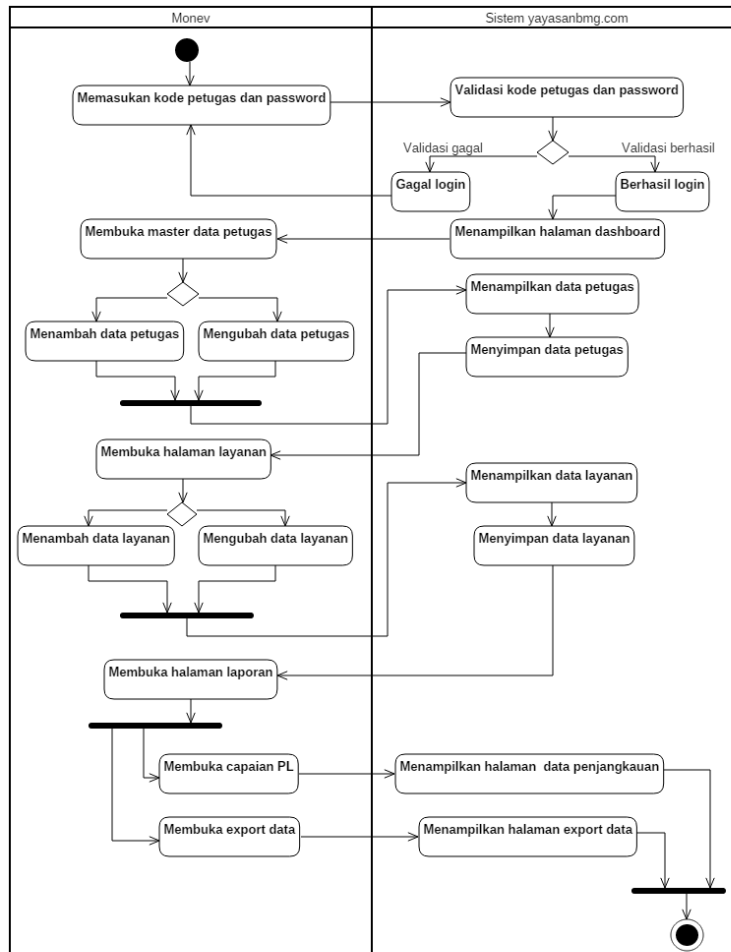 Monev
Sistem yayasanbmg.com
Memasukan kode petugas dan password
Validasi kode petugas dan password
Validasi gagal
Validasi berhasil
Gagal login
Berhasil login
Membuka master data petugas
Menampilkan halaman dashboard
Menambah data petugas
Mengubah data petugas
Menampilkan data petugas
Menyimpan data petugas
Membuka halaman layanan
Menampilkan data layanan
Menambah data layanan
Mengubah data layanan
Menyimpan data layanan
Membuka halaman laporan
Membuka capaian PL
Menampilkan halaman  data penjangkauan
Membuka export data
Menampilkan halaman export data